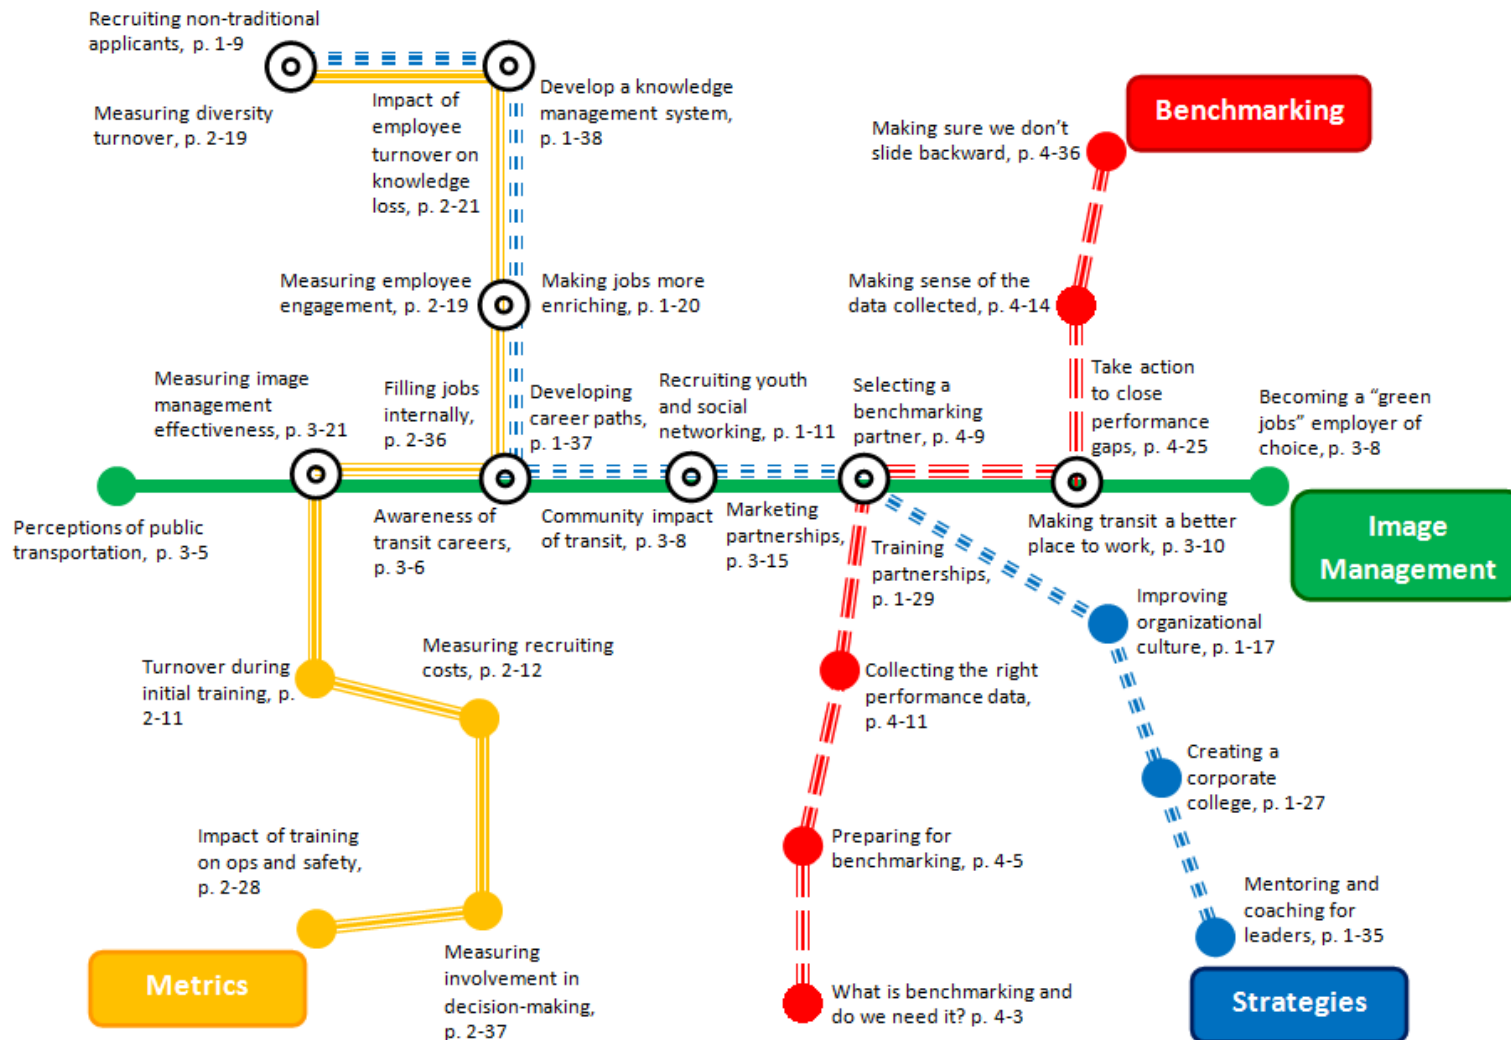 Recruiting non-traditional
applicants, p. 1-9
Measuring diversity
turnover, p. 2-19
Impact of
employee
turnover on
knowledge
loss, p. 2-21
Develop a knowledge
management system,
p. 1-38
Benchmarking
Making sure we don’t
slide backward, p. 4-36
Measuring employee
engagement, p. 2-19
Making jobs more
enriching, p. 1-20
Making sense of the
data collected, p. 4-14
Measuring image
management
effectiveness, p. 3-21
Filling jobs
internally,
p. 2-36
Developing
career paths,
p. 1-37
Recruiting youth
and social
networking, p. 1-11
Selecting a
benchmarking
partner, p. 4-9
Take action
to close
performance
gaps, p. 4-25
Becoming a “green
jobs” employer of
choice, p. 3-8
Perceptions of public
transportation, p. 3-5
Awareness of
transit careers,
p. 3-6
Community impact
of transit, p. 3-8
Marketing
partnerships,
p. 3-15
Training
partnerships,
p. 1-29
Making transit a better
place to work, p. 3-10
Image
Management
Improving
organizational
culture, p. 1-17
Turnover during
initial training, p.
2-11
Measuring recruiting
costs, p. 2-12
Collecting the right
performance data,
p. 4-11
Creating a
corporate
college, p. 1-27
Impact of training
on ops and safety,
p. 2-28
Preparing for
benchmarking, p. 4-5
Mentoring and
coaching for
leaders, p. 1-35
Metrics
Measuring
involvement in
decision-making,
p. 2-37
What is benchmarking and
do we need it? p. 4-3
Strategies